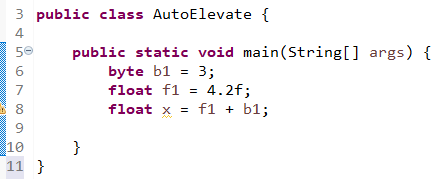 3 public class AutoElevate {
4
5 public static void main(String[] args) {
6 byte b1 = 3;
7 float f1 = 4.2f;
8 float x = f1 + b1;
9
10 }
11 }